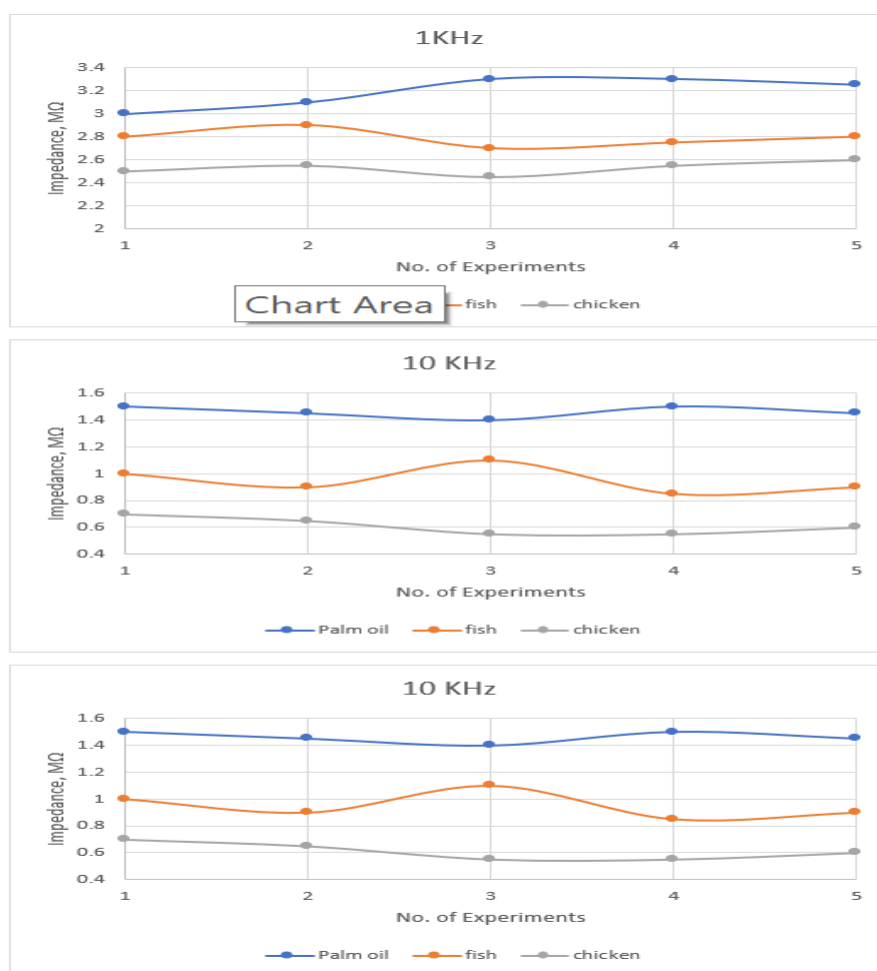 1KHz
3.4
3.2
3
2.8
2.6
2.4
2.2
2
Impedance, MΩ
1 2 3 4 5
No. of Experiments
Chart Area fish chicken
10 KHz
1.6
1.4
1.2
1
0.8
0.6
0.4
Impedance, MΩ
1 2 3 4 5
No. of Experiments
Palm oil fish chicken
10 KHz
1.6
1.4
1.2
1
0.8
0.6
0.4
Impedance, MΩ
1 2 3 4 5
No. of Experiments
Palm oil fish chicken